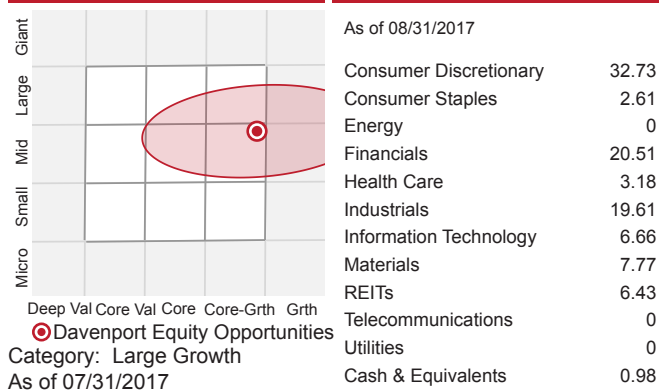 Giant
Large
Mid
Small
Micro
Deep Val Core Val Core Core-Grth Grth
Davenport Equity Opportunities
Category: Large Growth
As of 07/31/2017
As of 08/31/2017
Consumer Discretionary 32.73
Consumer Staples 2.61
Energy 0
Financials 20.51
Health Care 3.18
Industrials 19.61
Information Technology 6.66
Materials 7.77
REITs 6.43
Telecommunications 0
Utilities 0
Cash & Equivalents 0.98